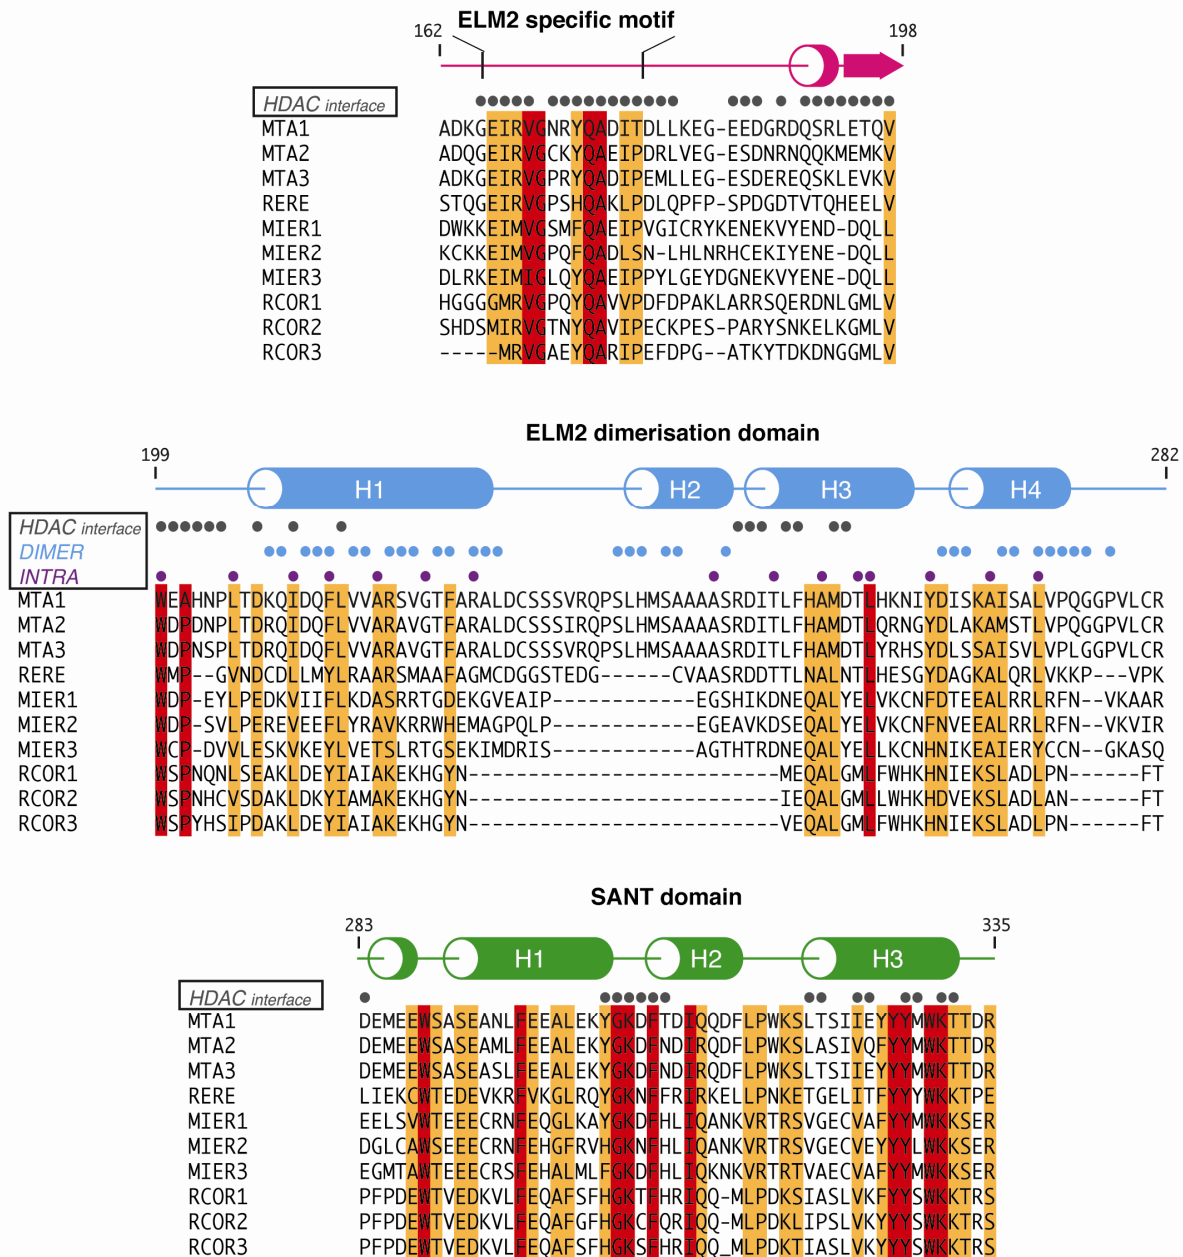 ELM2 specific motif
162 198
HDAC interface
MTA1 ADKGEIRVGNRYQADITDLLKEG-EEDGRDQSRLETQV
MTA2 ADQGEIRVGCKYQAEIPDRLVEG-ESDNRNQQKMEMKV
MTA3 ADKGEIRVGPRYQADIPEMLLEG-ESDEREQSKLEVKV
RERE STQGEIRVGPSHQAKLPDLQPFP-SPDGDTVTQHEELV
MIER1 DWKKEIMVGSMFQAEIPVGICRYKENEKVYEND-DQLL
MIER2 KCKKEIMVGPQFQADLSN-LHLNRHCEKIYENE-DQLL
MIER3 DLRKEIMIGLQYQAEIPPYLGEYDGNEKVYENE-DQLL
RCOR1 HGGGGMRVGPQYQAVVPDFDPAKLARRSQERDNLGMLV
RCOR2 SHDSMIRVGTNYQAVIPECKPES-PARYSNKELKGMLV
RCOR3 -----MRVGAEYQARIPEFDPG--ATKYTDKDNGGMLV
ELM2 dimerisation domain
199 282
H1 H2 H3 H4
HDAC interface
DIMER
INTRA
MTA1 WEAHNPLTDKQIDQFLVVARSVGTFARALDCSSSVRQPSLHMSAAAASRDITLFHAMDTLHKNIYDISKAISALVPQGGPVLCR
MTA2 WDPDNPLTDRQIDQFLVVARAVGTFARALDCSSSIRQPSLHMSAAAASRDITLFHAMDTLQRNGYDLAKAMSTLVPQGGPVLCR
MTA3 WDPNSPLTDRQIDQFLVVARAVGTFARALDCSSSVRQPSLHMSAAAASRDITLFHAMDTLYRHSYDLSSAISVLVPLGGPVLCR
RERE WMP--GVNDCDLLMYLRAARSMAAFAGMCDGGSTEDG------CVAASRDDTTLNALNTLHESGYDAGKALQRLVKKP---VPK
MIER1 WDP-EYLPEDKVIIFLKDASRRTGDEKGVEAIP------------EGSHIKDNEQALYELVKCNFDTEEALRRLRFN--VKAAR
MIER2 WDP-SVLPEREVEEFLYRAVKRRWHEMAGPQLP------------EGEAVKDSEQALYELVKCNFNVEEALRRLRFN--VKVIR
MIER3 WCP-DVVLESKVKEYLVETSLRTGSEKIMDRIS------------AGTHTRDNEQALYELLKCNHNIKEAIERYCCN--GKASQ
RCOR1 WSPNQNLSEAKLDEYIAIAKEKHGYN--------------------------MEQALGMLFWHKHNIEKSLADLPN------FT
RCOR2 WSPNHCVSDAKLDKYIAMAKEKHGYN--------------------------IEQALGMLLWHKHDVEKSLADLAN------FT
RCOR3 WSPYHSIPDAKLDEYIAIAKEKHGYN--------------------------VEQALGMLFWHKHNIEKSLADLPN------FT
SANT domain
283 335
H1 H2 H3
HDAC interface
MTA1 DEMEEWSASEANLFEEALEKYGKDFTDIQQDFLPWKSLTSIIEYYYMWKTTDR
MTA2 DEMEEWSASEAMLFEEALEKYGKDFNDIRQDFLPWKSLASIVQFYYMWKTTDR
MTA3 DEMEEWSASEASLFEEALEKYGKDFNDIRQDFLPWKSLTSIIEYYYMWKTTDR
RERE LIEKCWTEDEVKRFVKGLRQYGKNFFRIRKELLPNKETGELITFYYYWKKTPE
MIER1 EELSVWTEEECRNFEQGLKAYGKDFHLIQANKVRTRSVGECVAFYYMWKKSER
MIER2 DGLCAWSEEECRNFEHGFRVHGKNFHLIQANKVRTRSVGECVEYYYLWKKSER
MIER3 EGMTAWTEEECRSFEHALMLFGKDFHLIQKNKVRTRTVAECVAFYYMWKKSER
RCOR1 PFPDEWTVEDKVLFEQAFSFHGKTFHRIQQ-MLPDKSIASLVKFYYSWKKTRS
RCOR2 PFPDEWTVEDKVLFEQAFGFHGKCFQRIQQ-MLPDKLIPSLVKYYYSWKKTRS
RCOR3 PFPDEWTVEDKVLFEQAFSFHGKSFHRIQQ_MLPDKTIASLVKYYYSWKKTRS